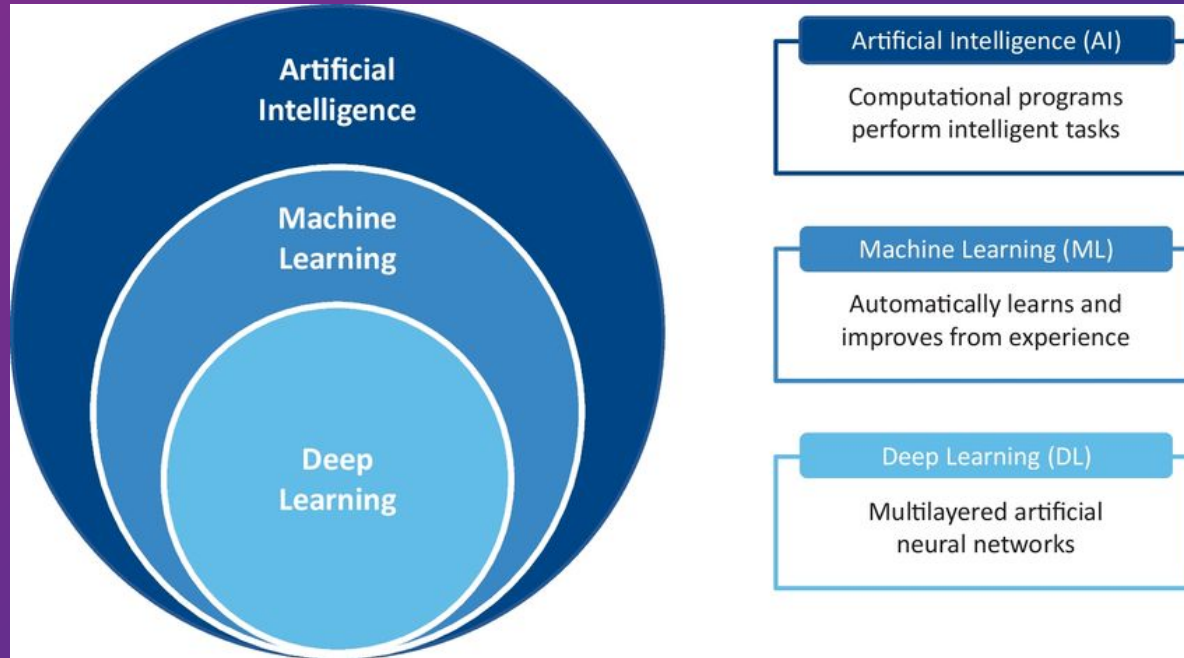 Artificial
Intelligence
Machine
Learning
Deep
Learning
Artificial Intelligence (AI)
Computational programs
perform intelligent tasks
Machine Learning (ML)
Automatically learns and
improves from experience
Deep Learning (DL)
Multilayered artificial
neural networks